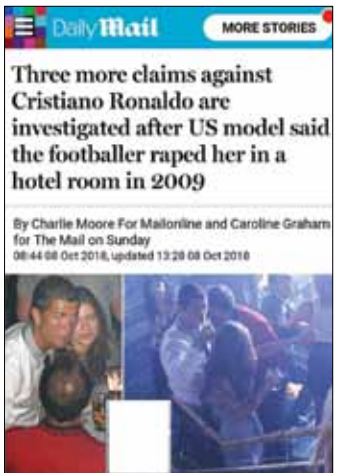 Daily Mail
MORE STORIES
Three more claims against
Cristiano Ronaldo are
investigated after US model said
the footballer raped her in a
hotel room in 2009
By Charlie Moore For Mailonline and Caroline Graham
for The Mail on Sunday
08:44 08 Oct 2018, updated 13:28 08 Oct 2018